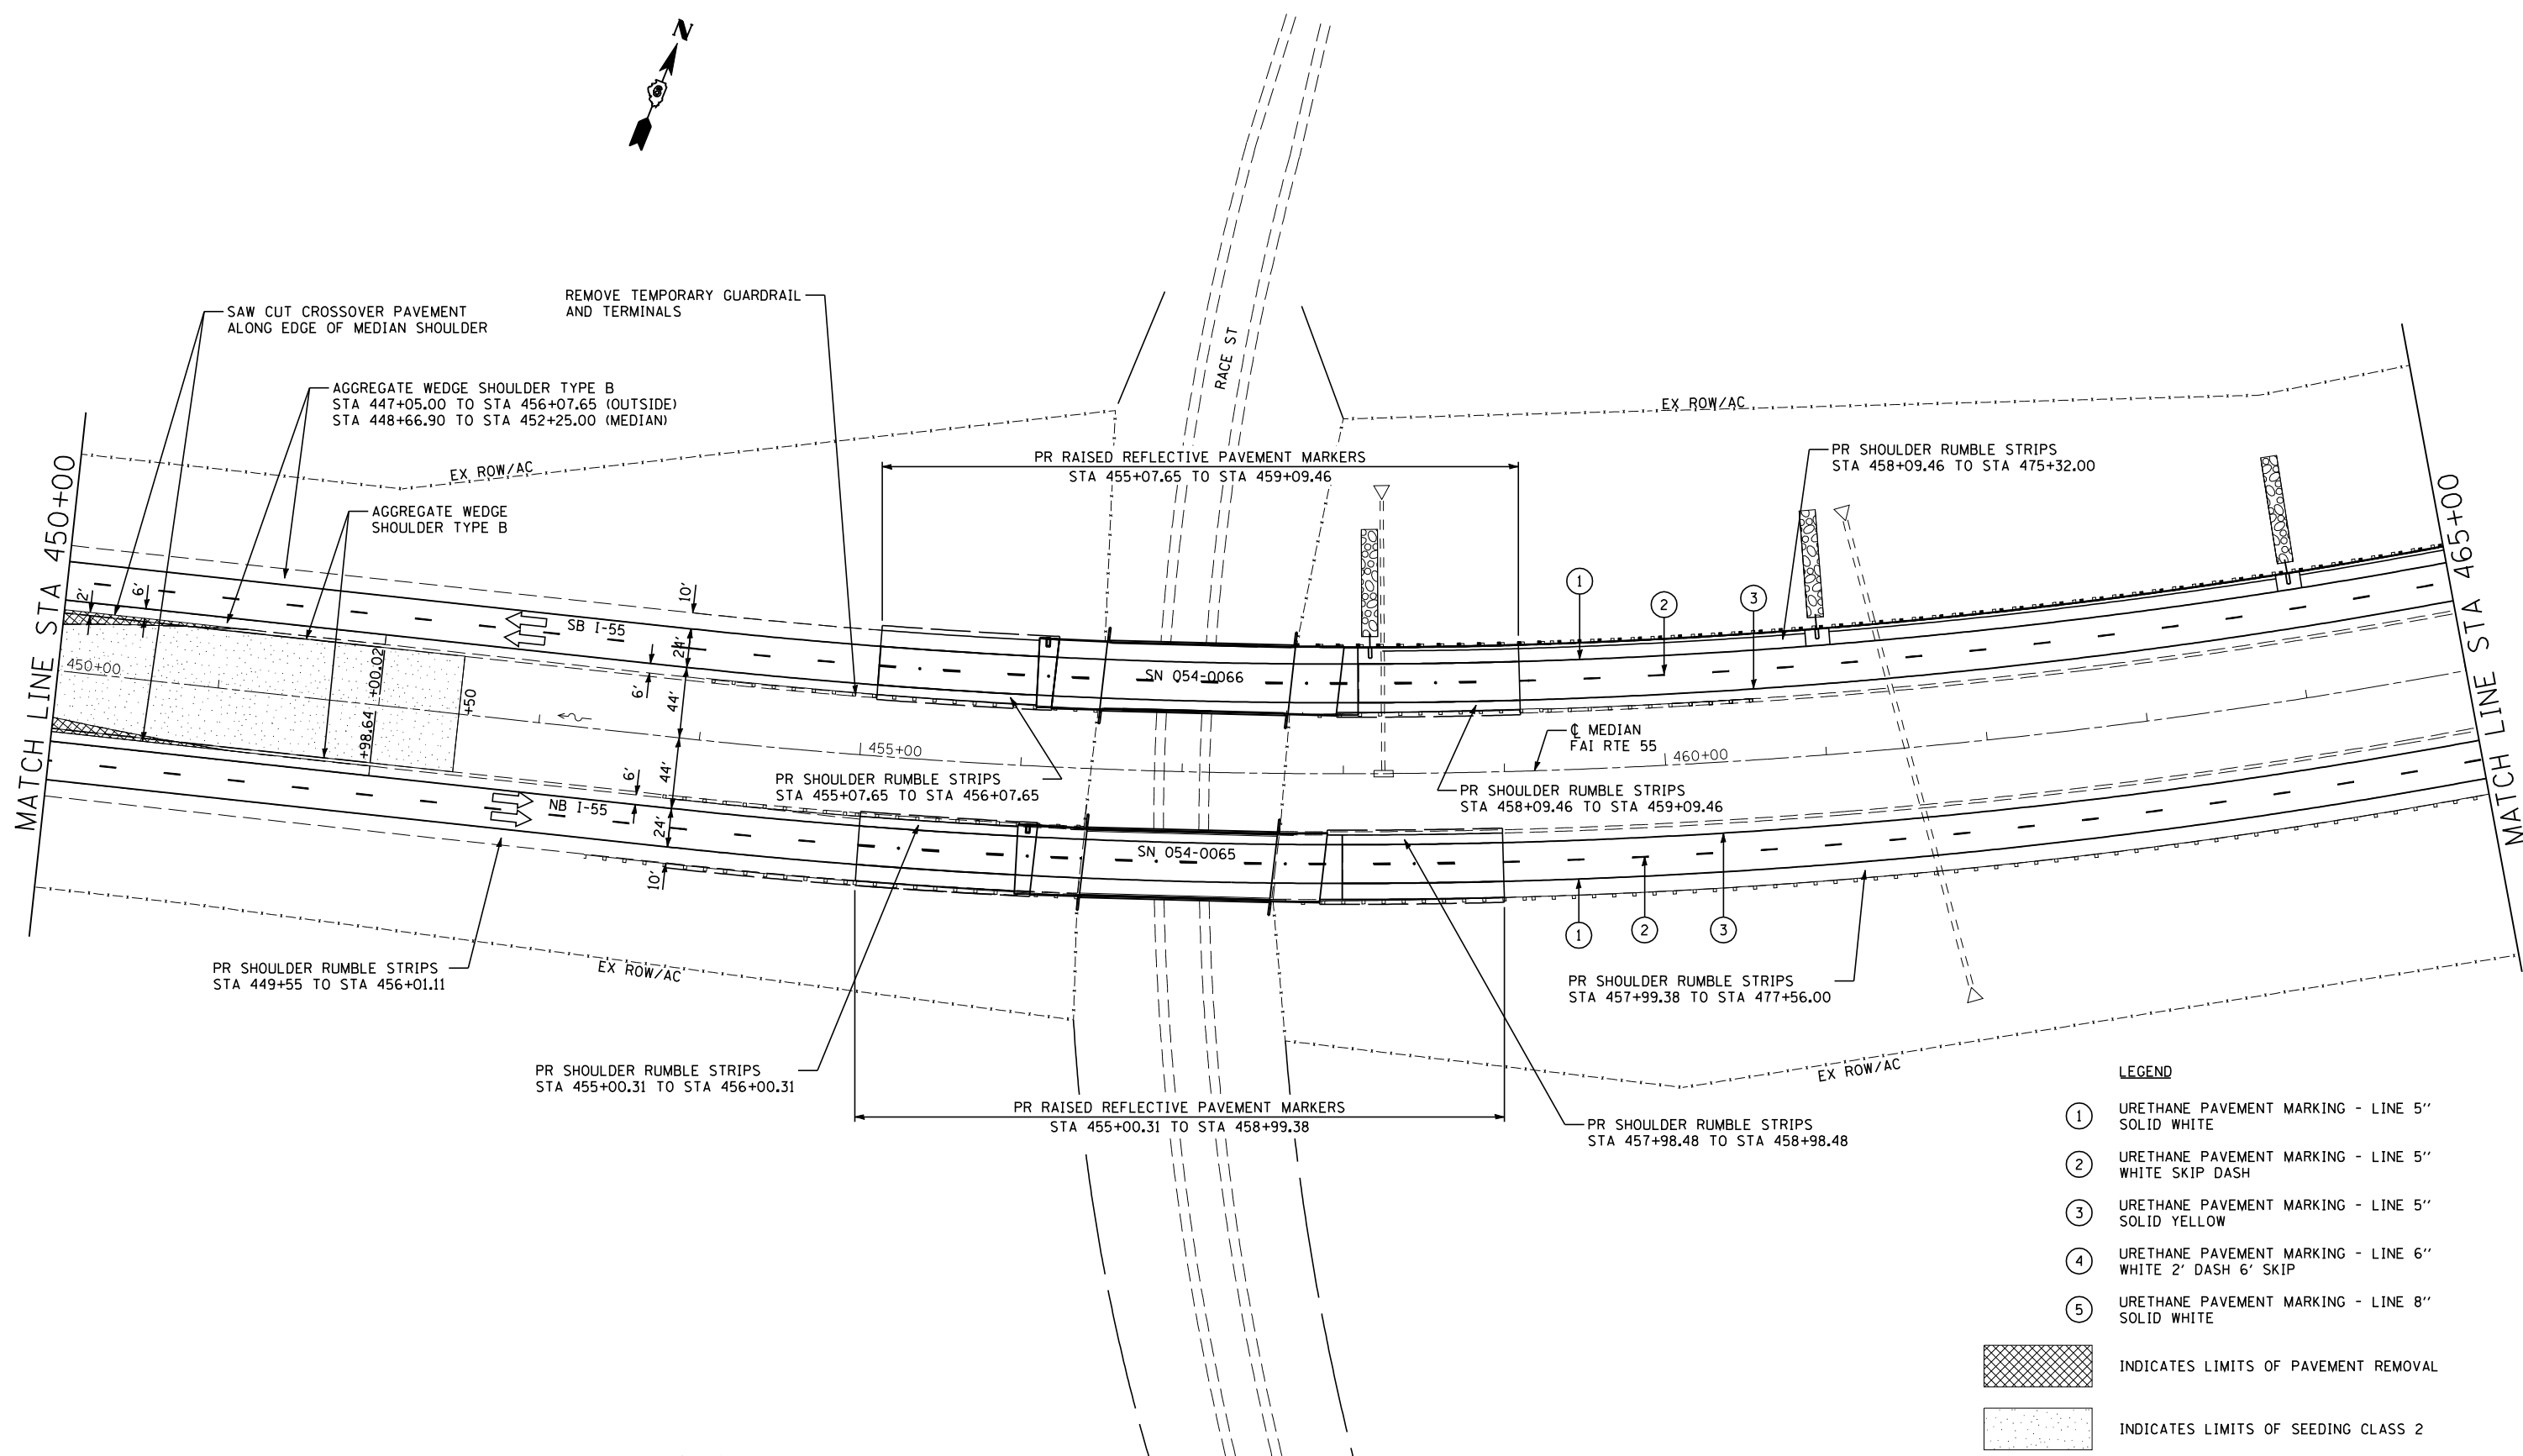 N
REMOVE TEMPORARY GUARDRAIL
AND TERMINALS
SAW CUT CROSSOVER PAVEMENT
ALONG EDGE OF MEDIAN SHOULDER
AGGREGATE WEDGE SHOULDER TYPE B
STA 447+05.00 TO STA 456+07.65 (OUTSIDE)
STA 448+66.90 TO STA 452+25.00 (MEDIAN)
RACE ST
EX ROW/AC
EX ROW/AC
PR RAISED REFLECTIVE PAVEMENT MARKERS
STA 455+07.65 TO STA 459+09.46
PR SHOULDER RUMBLE STRIPS
STA 458+09.46 TO STA 475+32.00
AGGREGATE WEDGE
SHOULDER TYPE B
MATCH LINE STA 450+00
MATCH LINE STA 465+00
1
2
3
2'
6'
10'
24'
6'
44'
44'
6'
24'
10'
SB I-55
SN 054-0066
450+00
+00.02
+98.64
+50
455+00
460+00
℄ MEDIAN
FAI RTE 55
PR SHOULDER RUMBLE STRIPS
STA 455+07.65 TO STA 456+07.65
PR SHOULDER RUMBLE STRIPS
STA 458+09.46 TO STA 459+09.46
NB I-55
SN 054-0065
1
2
3
PR SHOULDER RUMBLE STRIPS
STA 449+55 TO STA 456+01.11
EX ROW/AC
PR SHOULDER RUMBLE STRIPS
STA 457+99.38 TO STA 477+56.00
PR SHOULDER RUMBLE STRIPS
STA 455+00.31 TO STA 456+00.31
EX ROW/AC
PR RAISED REFLECTIVE PAVEMENT MARKERS
STA 455+00.31 TO STA 458+99.38
PR SHOULDER RUMBLE STRIPS
STA 457+98.48 TO STA 458+98.48
LEGEND
1 URETHANE PAVEMENT MARKING - LINE 5''
SOLID WHITE
2 URETHANE PAVEMENT MARKING - LINE 5''
WHITE SKIP DASH
3 URETHANE PAVEMENT MARKING - LINE 5''
SOLID YELLOW
4 URETHANE PAVEMENT MARKING - LINE 6''
WHITE 2' DASH 6' SKIP
5 URETHANE PAVEMENT MARKING - LINE 8''
SOLID WHITE
INDICATES LIMITS OF PAVEMENT REMOVAL
INDICATES LIMITS OF SEEDING CLASS 2